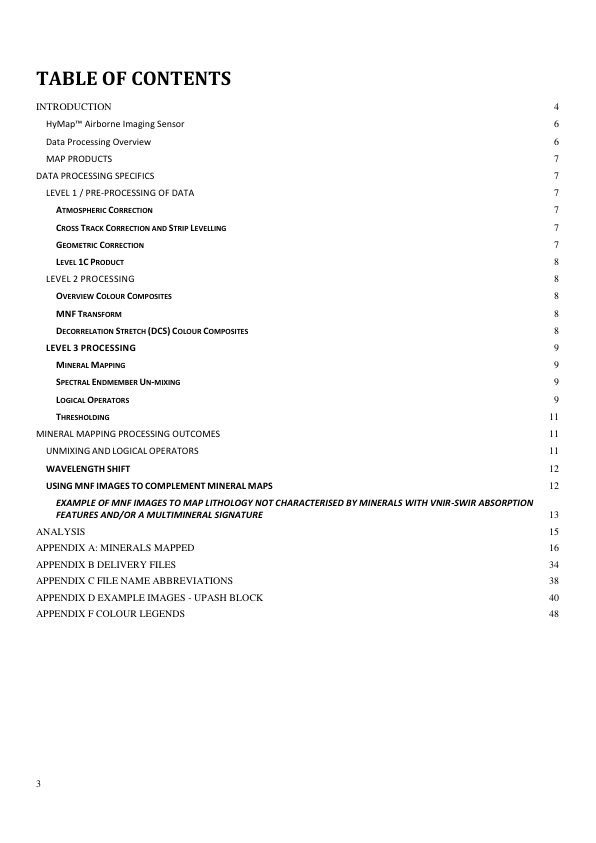 TABLE OF CONTENTS
INTRODUCTION 4
HyMap™ Airborne Imaging Sensor 6
Data Processing Overview 6
MAP PRODUCTS 7
DATA PROCESSING SPECIFICS 7
LEVEL 1 / PRE-PROCESSING OF DATA 7
ATMOSPHERIC CORRECTION 7
CROSS TRACK CORRECTION AND STRIP LEVELLING 7
GEOMETRIC CORRECTION 7
LEVEL 1C PRODUCT 8
LEVEL 2 PROCESSING 8
OVERVIEW COLOUR COMPOSITES 8
MNF TRANSFORM 8
DECORRELATION STRETCH (DCS) COLOUR COMPOSITES 8
LEVEL 3 PROCESSING 9
MINERAL MAPPING 9
SPECTRAL ENDMEMBER UN-MIXING 9
LOGICAL OPERATORS 9
THRESHOLDING 11
MINERAL MAPPING PROCESSING OUTCOMES 11
UNMIXING AND LOGICAL OPERATORS 11
WAVELENGTH SHIFT 12
USING MNF IMAGES TO COMPLEMENT MINERAL MAPS 12
EXAMPLE OF MNF IMAGES TO MAP LITHOLOGY NOT CHARACTERISED BY MINERALS WITH VNIR-SWIR ABSORPTION
FEATURES AND/OR A MULTIMINERAL SIGNATURE 13
ANALYSIS 15
APPENDIX A: MINERALS MAPPED 16
APPENDIX B DELIVERY FILES 34
APPENDIX C FILE NAME ABBREVIATIONS 38
APPENDIX D EXAMPLE IMAGES - UPASH BLOCK 40
APPENDIX F COLOUR LEGENDS 48
3